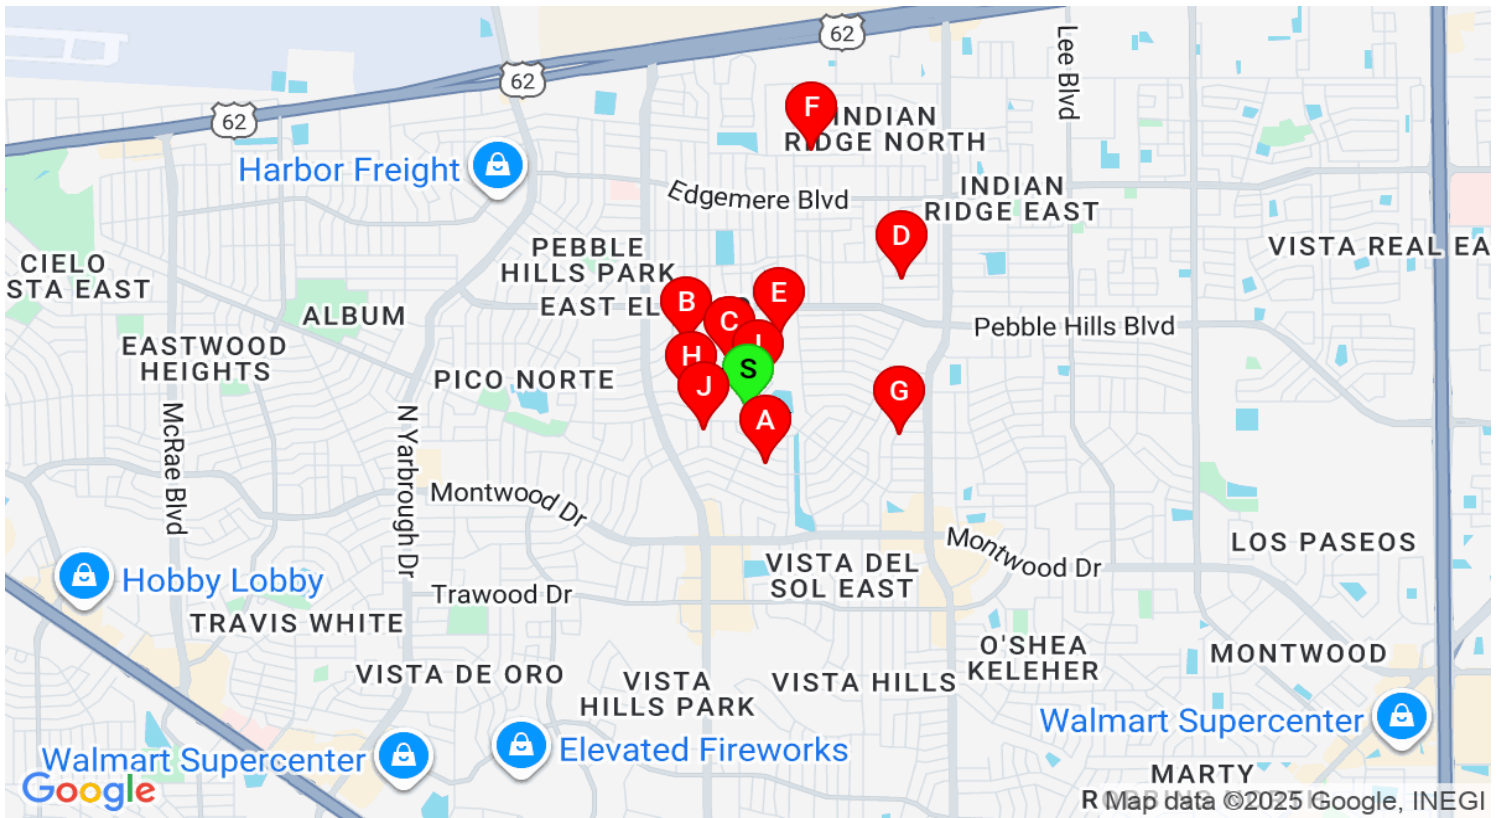 62
Lee Blvd
62
62
F
INDIAN
RIDGE NORTH
Harbor Freight
Edgemere Blvd
INDIAN
RIDGE EAST
D
VISTA REAL EA
PEBBLE
HILLS PARK
CIELO
STA EAST
B
E
EAST EL
ALBUM
C
Pebble Hills Blvd
EASTWOOD
HEIGHTS
H
S
PICO NORTE
J
G
A
McRae Blvd
N Yarbrough Dr
Montwood Dr
LOS PASEOS
Montwood Dr
VISTA DEL
SOL EAST
Hobby Lobby
Trawood Dr
TRAVIS WHITE
O'SHEA
KELEHER
MONTWOOD
VISTA DE ORO
VISTA
HILLS PARK
VISTA HILLS
Walmart Supercenter
Elevated Fireworks
Walmart Supercenter
MARTY
Google
Map data ©2025 Google, INEGI